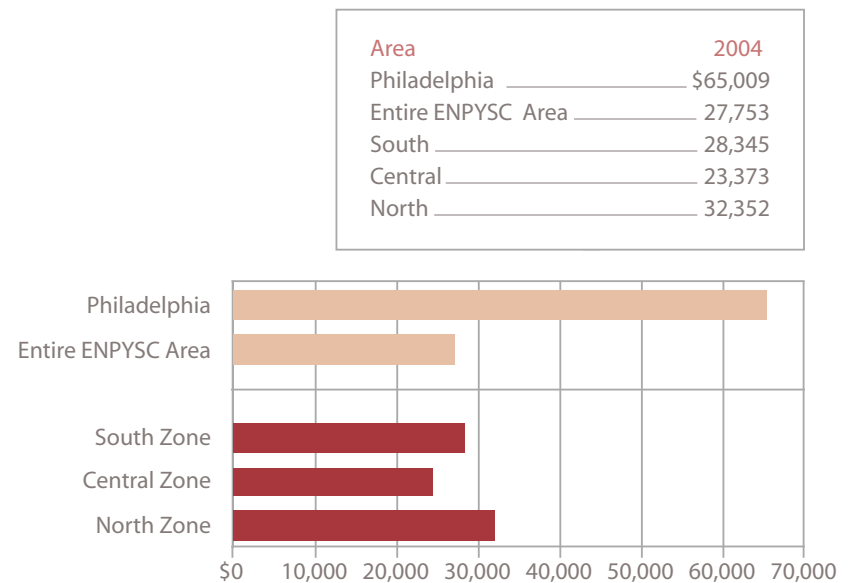 Area 2004
Philadelphia $65,009
Entire ENPYSC Area 27,753
South 28,345
Central 23,373
North 32,352
Philadelphia
Entire ENPYSC Area
South Zone
Central Zone
North Zone
$0 10,000 20,000 30,000 40,000 50,000 60,000 70,000